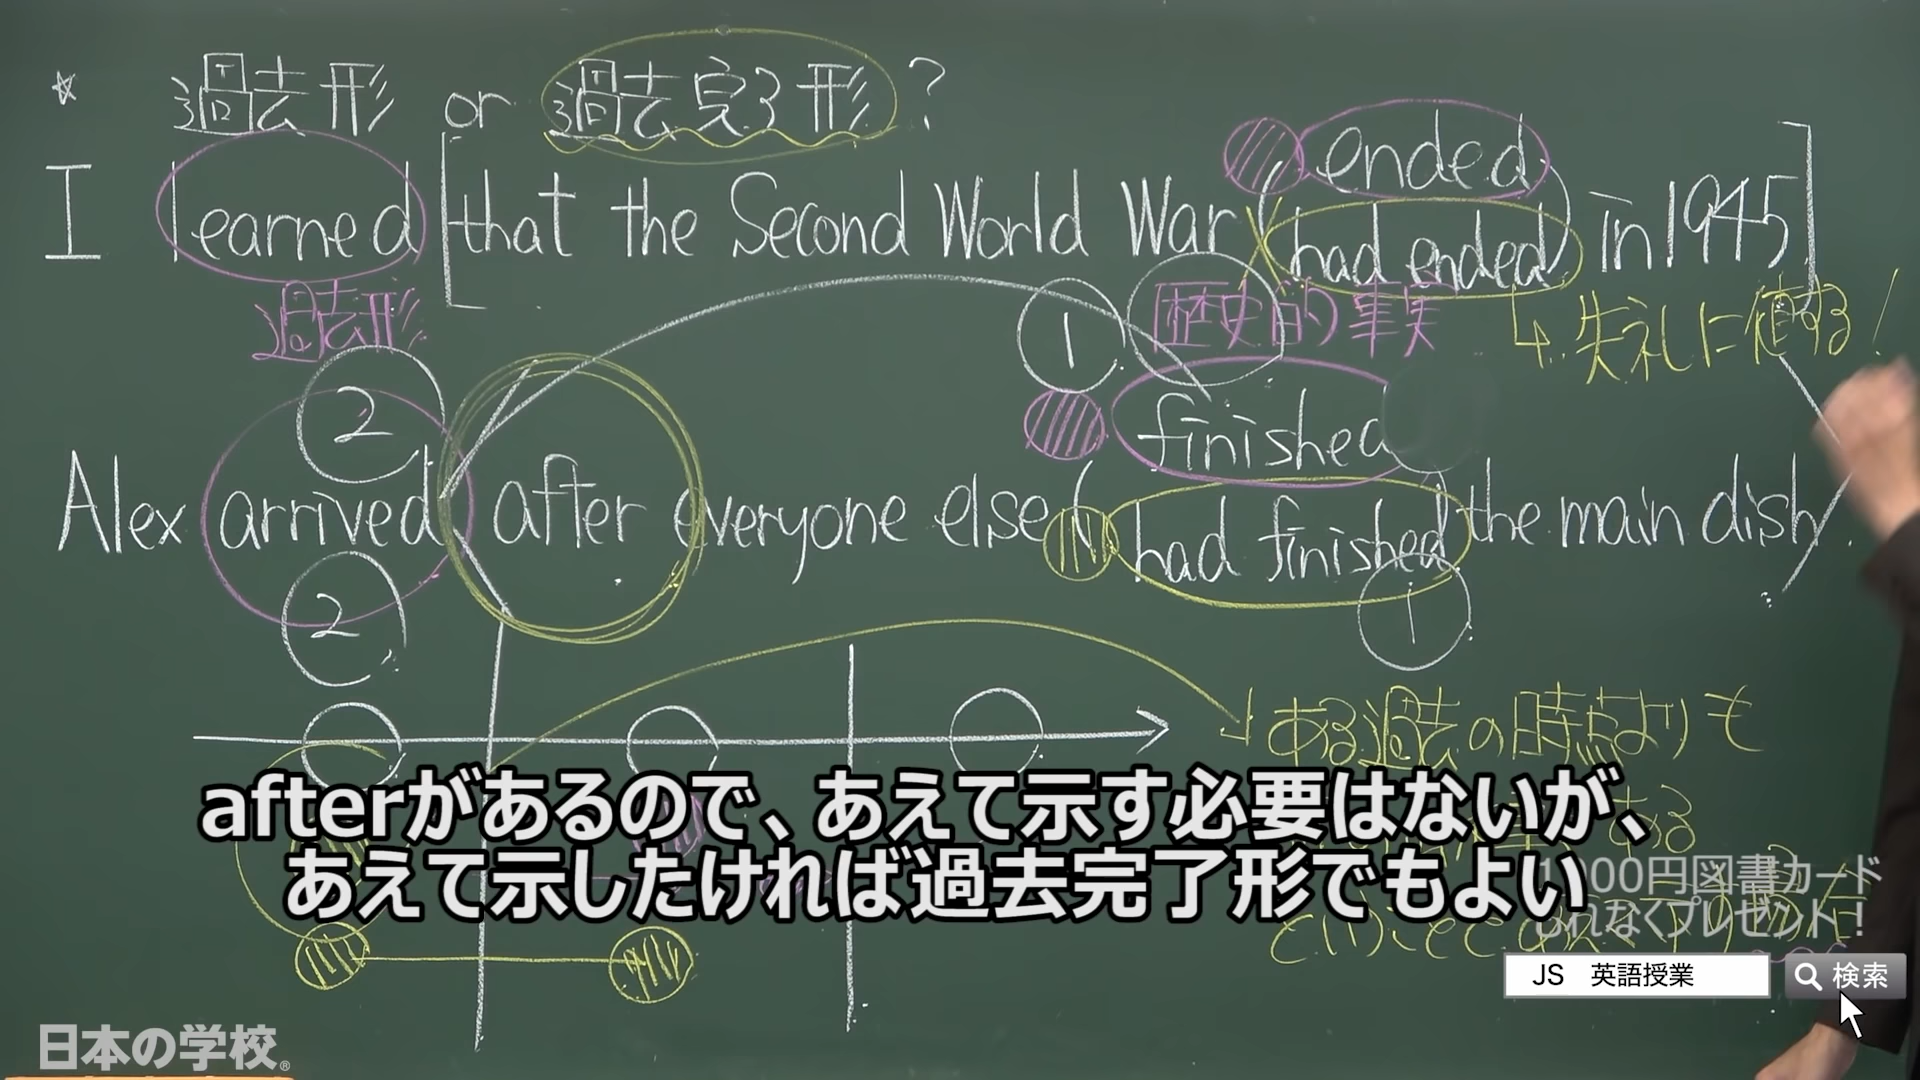 * 過去形 or 過去完了形?
I learned [that the Second World War (ended
had ended) in 1945]
過去形
歴史的事実
↳ 失礼に値する!
2
1
finished
Alex arrived after everyone else (had finished the main dish.
2
1
ある過去の時点よりも
ある
afterがあるので、あえて示す必要はないが、
あえて示したければ過去完了形でもよい
1000円図書カード
もれなくプレゼント!
JS 英語授業
検索
日本の学校®